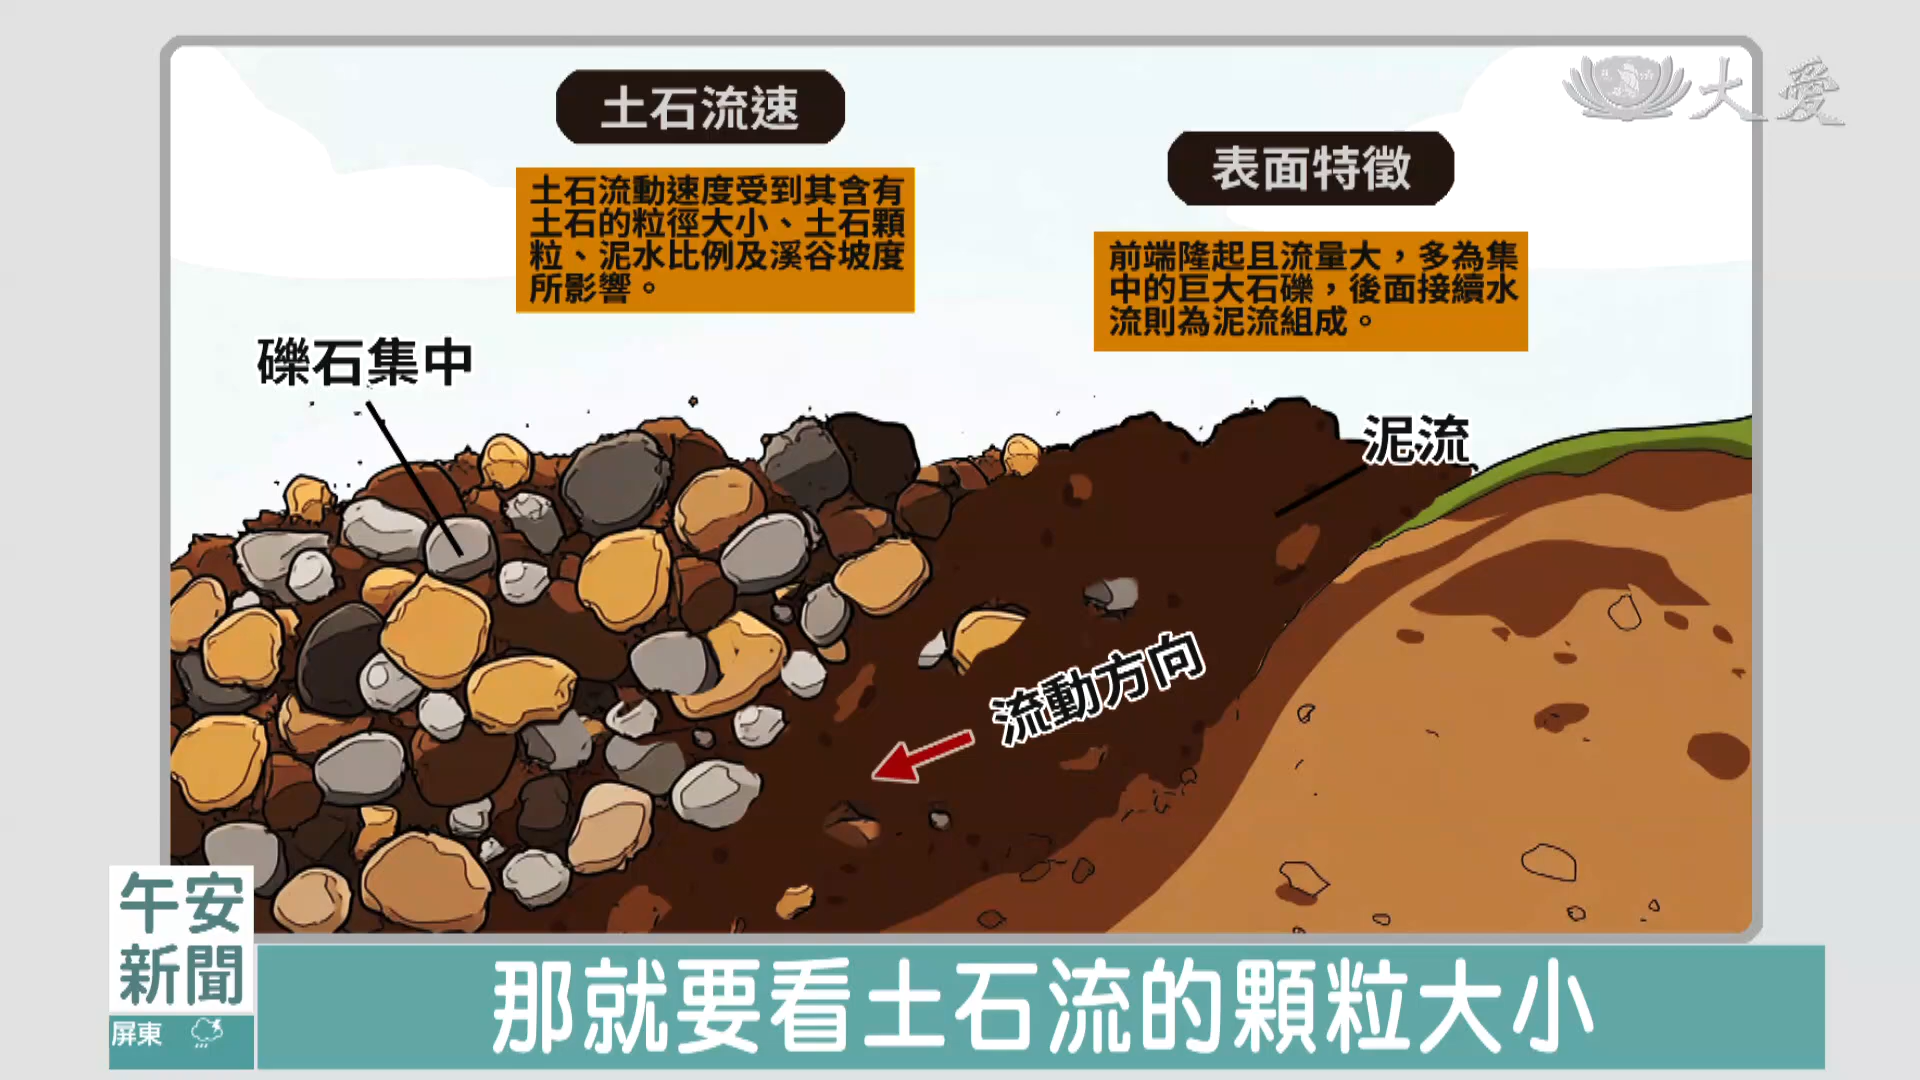 大愛
土石流速
土石流動速度受到其含有
土石的粒徑大小、土石顆
粒、泥水比例及溪谷坡度
所影響。
表面特徵
前端隆起且流量大，多為集
中的巨大石礫，後面接續水
流則為泥流組成。
礫石集中
泥流
流動方向
午安
新聞
屏東
那就要看土石流的顆粒大小